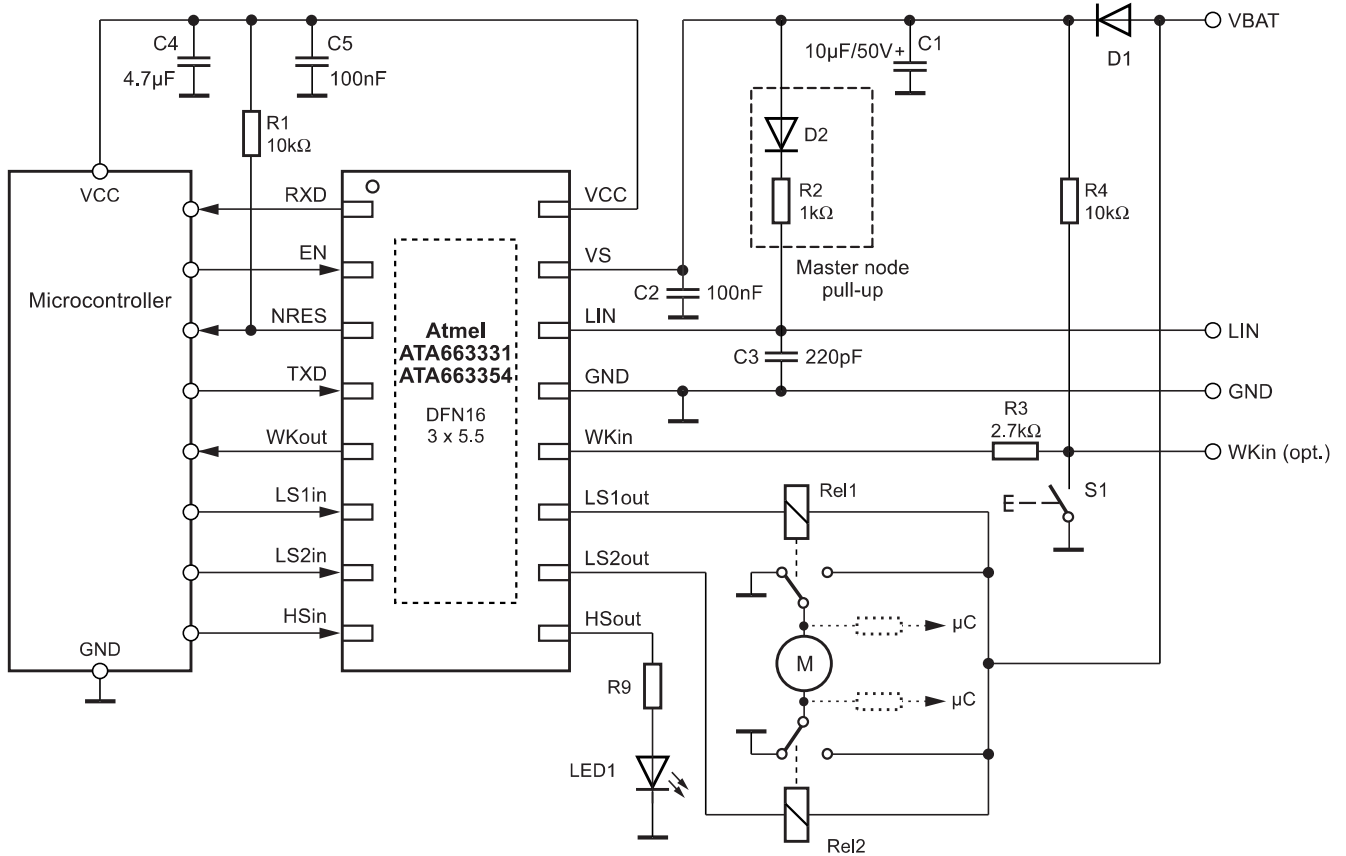 C4
4.7µF
C5
100nF
R1
10kΩ
10µF/50V+
C1
D1
VBAT
D2
R2
1kΩ
Master node
pull-up
R4
10kΩ
VCC
Microcontroller
GND
RXD
EN
NRES
TXD
WKout
LS1in
LS2in
HSin
Atmel
ATA663331
ATA663354
DFN16
3 x 5.5
VCC
VS
LIN
GND
WKin
LS1out
LS2out
HSout
C2
100nF
C3
220pF
LIN
GND
R3
2.7kΩ
WKin (opt.)
S1
E
Rel1
µC
M
µC
Rel2
R9
LED1